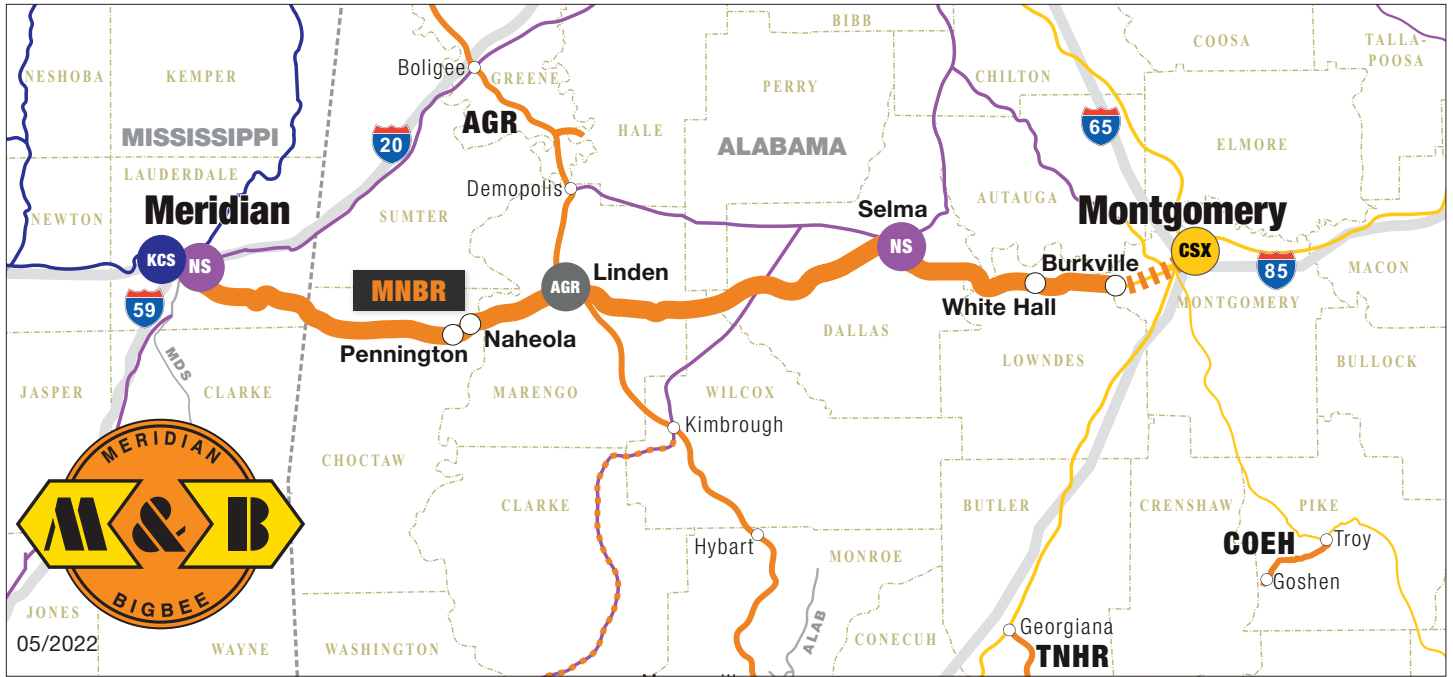 BIBB
COOSA
TALLA-
POOSA
NESHOBA
KEMPER
Boligee
GREENE
PERRY
CHILTON
AGR
65
MISSISSIPPI
20
HALE
ALABAMA
ELMORE
LAUDERDALE
Demopolis
NEWTON
Meridian
SUMTER
Selma
AUTAUGA
Montgomery
KCS
NS
NS
CSX
Burkville
85
MACON
MNBR
AGR
Linden
59
White Hall
MONTGOMERY
Pennington
Naheola
DALLAS
LOWNDES
BULLOCK
MDS
JASPER
CLARKE
MARENGO
WILCOX
Kimbrough
MERIDIAN
M & B
BIGBEE
CHOCTAW
CLARKE
BUTLER
CRENSHAW
PIKE
Hybart
MONROE
COEH
Troy
Goshen
JONES
05/2022
WAYNE
WASHINGTON
ALAB
CONECUH
Georgiana
TNHR